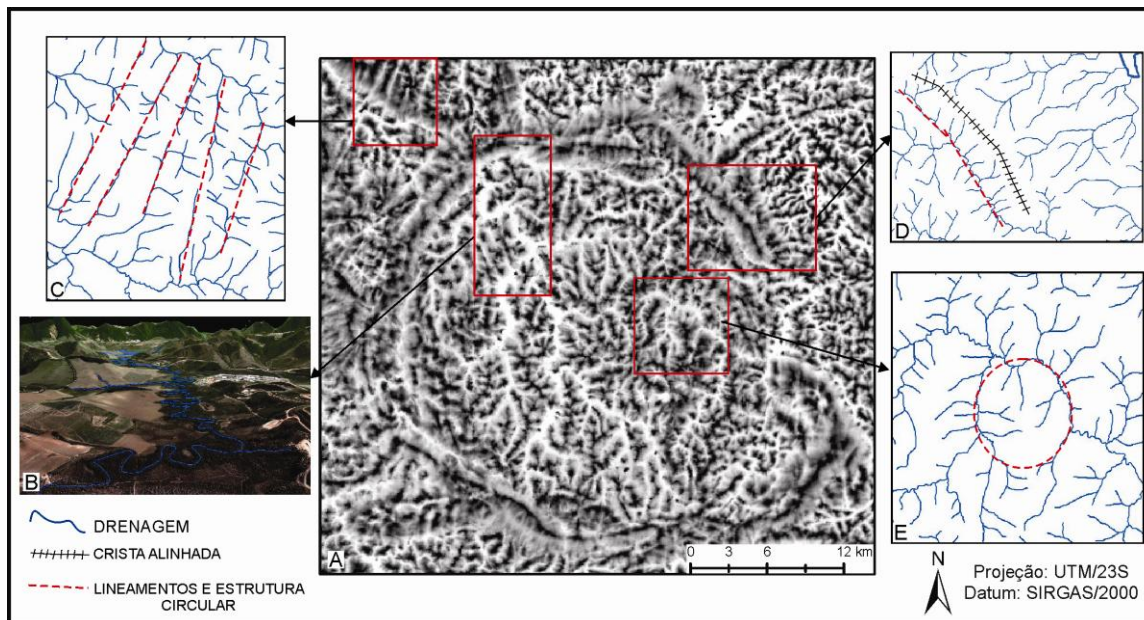 C
D
B
E
A
0 3 6 12 km
DRENAGEM
CRISTA ALINHADA
LINEAMENTOS E ESTRUTURA
CIRCULAR
N
Projeção: UTM/23S
Datum: SIRGAS/2000